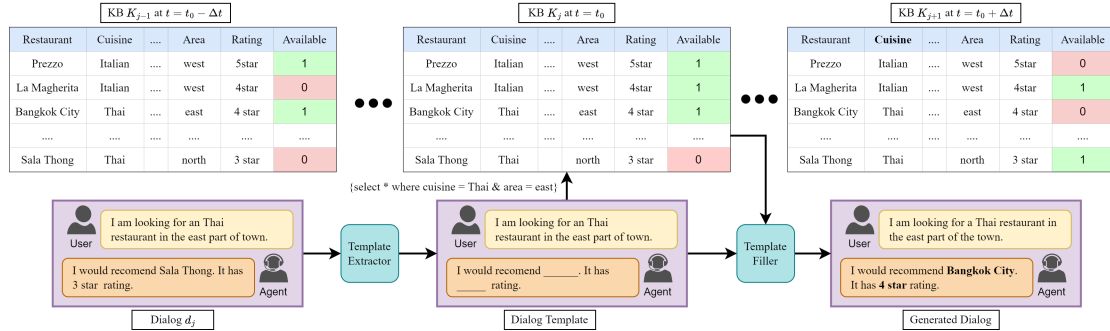 KB K_{j-1} at t = t_0 − Δt
Restaurant Cuisine .... Area Rating Available
Prezzo Italian .... west 5star 1
La Magherita Italian .... west 4star 0
Bangkok City Thai .... east 4 star 1
.... .... .... .... ....
Sala Thong Thai north 3 star 0
KB K_j at t = t_0
Restaurant Cuisine .... Area Rating Available
Prezzo Italian .... west 5star 1
La Magherita Italian .... west 4star 1
Bangkok City Thai .... east 4 star 1
.... .... .... .... ....
Sala Thong Thai north 3 star 0
KB K_{j+1} at t = t_0 + Δt
Restaurant Cuisine .... Area Rating Available
Prezzo Italian .... west 5star 0
La Magherita Italian .... west 4star 1
Bangkok City Thai .... east 4 star 0
.... .... .... .... ....
Sala Thong Thai north 3 star 1
{select * where cuisine = Thai & area = east}
User
I am looking for an Thai
restaurant in the east part of town.
I would recomend Sala Thong. It has
3 star rating.
Agent
Dialog d_j
Template
Extractor
User
I am looking for an Thai
restaurant in the east part of town.
I would recomend ______. It has
_____ rating.
Agent
Dialog Template
Template
Filler
User
I am looking for a Thai restaurant in
the east part of the town.
I would recommend Bangkok City.
It has 4 star rating.
Agent
Generated Dialog